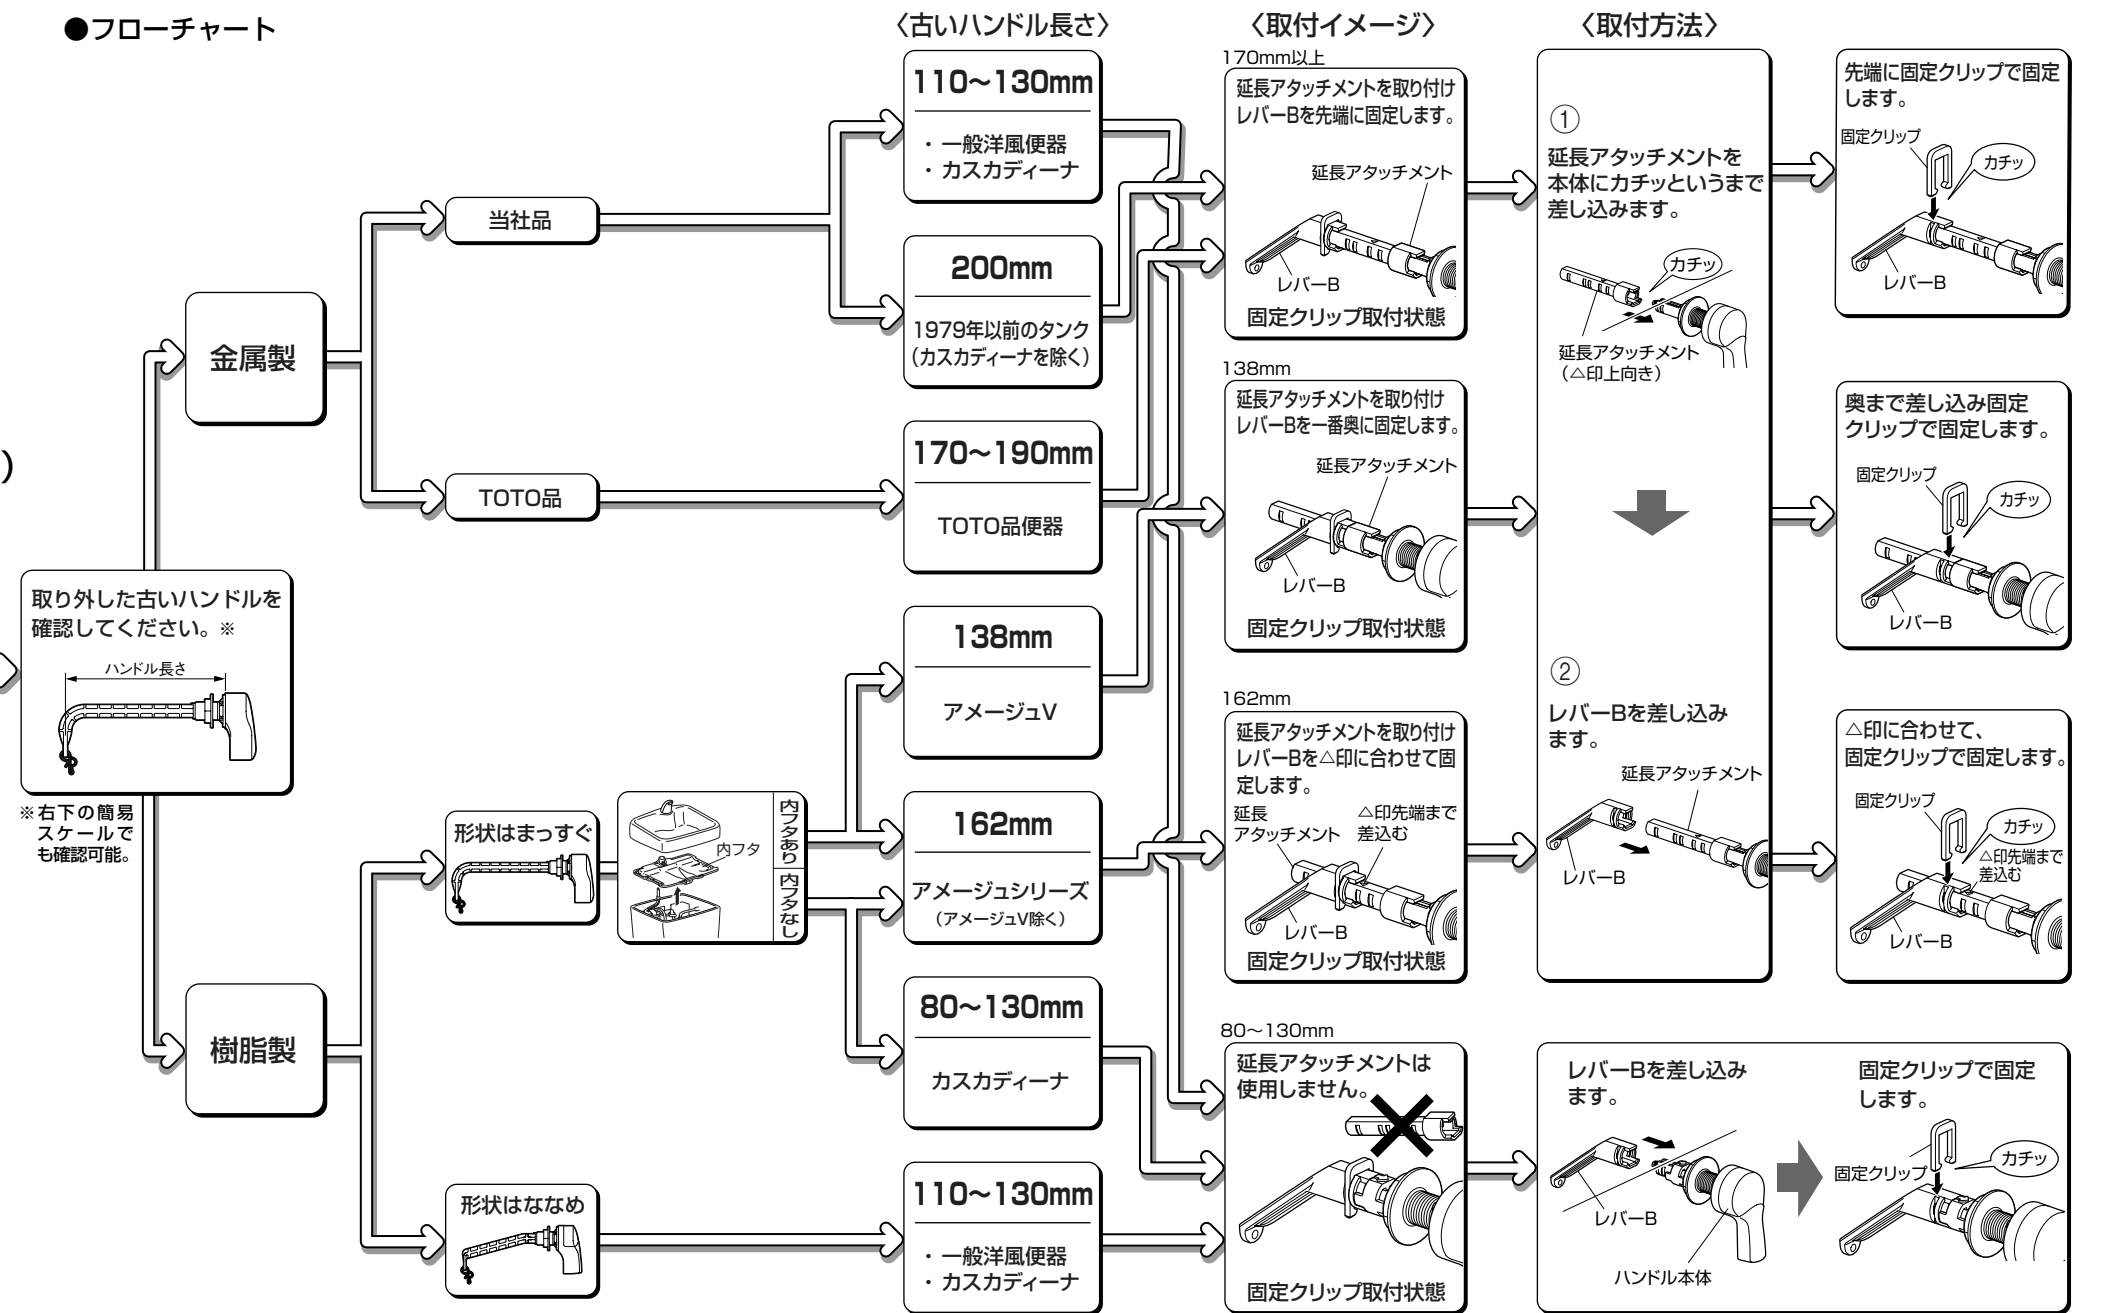 ●フローチャート
〈古いハンドル長さ〉
〈取付イメージ〉
〈取付方法〉
)
取り外した古いハンドルを
確認してください。※
ハンドル長さ
※右下の簡易
スケールで
も確認可能。
金属製
樹脂製
当社品
TOTO品
形状はまっすぐ
内フタ
内フタあり
内フタなし
形状はななめ
110〜130mm
・一般洋風便器
・カスカディーナ
200mm
1979年以前のタンク
(カスカディーナを除く)
170〜190mm
TOTO品便器
138mm
アメージュV
162mm
アメージュシリーズ
(アメージュV除く)
80〜130mm
カスカディーナ
110〜130mm
・一般洋風便器
・カスカディーナ
170mm以上
延長アタッチメントを取り付け
レバーBを先端に固定します。
延長アタッチメント
レバーB
固定クリップ取付状態
138mm
延長アタッチメントを取り付け
レバーBを一番奥に固定します。
延長アタッチメント
レバーB
固定クリップ取付状態
162mm
延長アタッチメントを取り付け
レバーBを△印に合わせて固
定します。
延長
アタッチメント
△印先端まで
差込む
レバーB
固定クリップ取付状態
80〜130mm
延長アタッチメントは
使用しません。
固定クリップ取付状態
①
延長アタッチメントを
本体にカチッというまで
差し込みます。
カチッ
延長アタッチメント
(△印上向き)
②
レバーBを差し込み
ます。
延長アタッチメント
レバーB
先端に固定クリップで固定
します。
固定クリップ
カチッ
レバーB
奥まで差し込み固定
クリップで固定します。
固定クリップ
カチッ
レバーB
△印に合わせて、
固定クリップで固定します。
固定クリップ
カチッ
△印先端まで
差込む
レバーB
レバーBを差し込み
ます。
レバーB
ハンドル本体
固定クリップで固定
します。
固定クリップ
カチッ